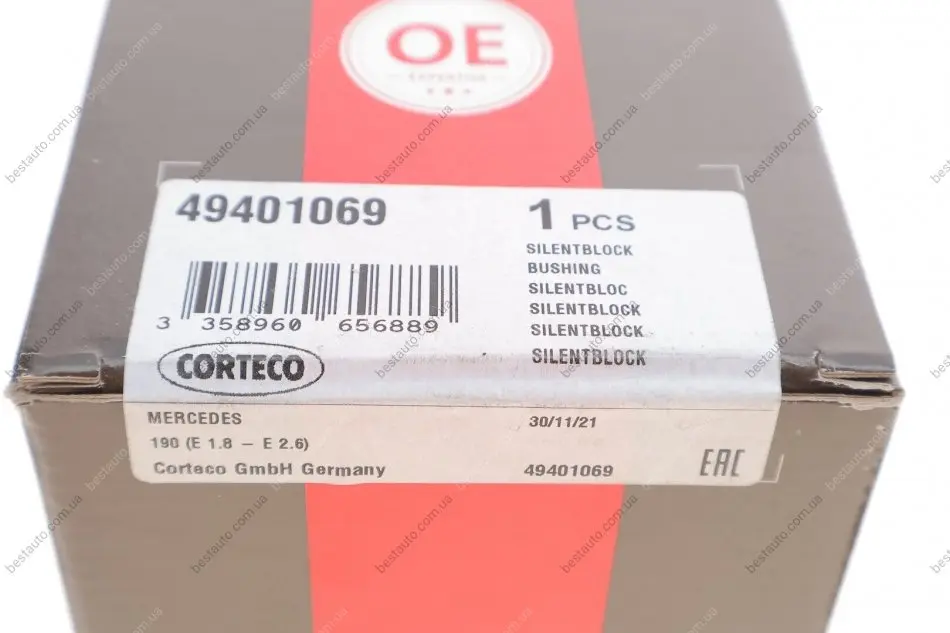 OE
EXPERTISE
49401069
1 PCS
SILENTBLOCK
BUSHING
SILENTBLOC
SILENTBLOCK
SILENTBLOCK
SILENTBLOCK
3 358960 656889
CORTECO
MERCEDES
30/11/21
190 (E 1.8 – E 2.6)
Corteco GmbH Germany
49401069
EAC
bestauto.com.ua